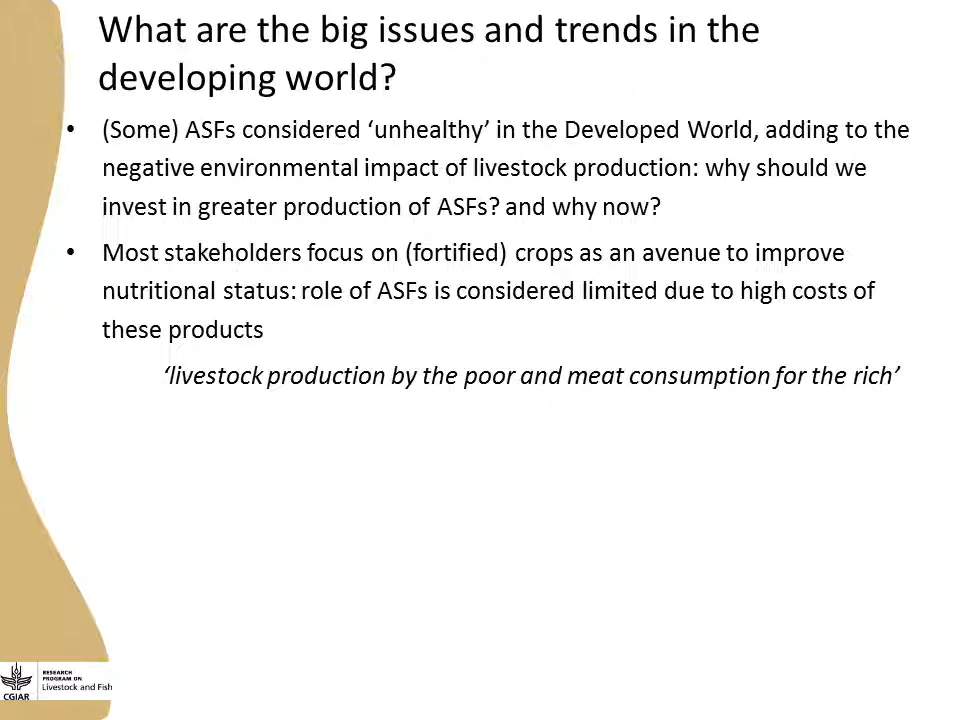 What are the big issues and trends in the
developing world?
• (Some) ASFs considered ‘unhealthy’ in the Developed World, adding to the
negative environmental impact of livestock production: why should we
invest in greater production of ASFs? and why now?
• Most stakeholders focus on (fortified) crops as an avenue to improve
nutritional status: role of ASFs is considered limited due to high costs of
these products
‘livestock production by the poor and meat consumption for the rich’
CGIAR
RESEARCH
PROGRAM ON
Livestock and Fish